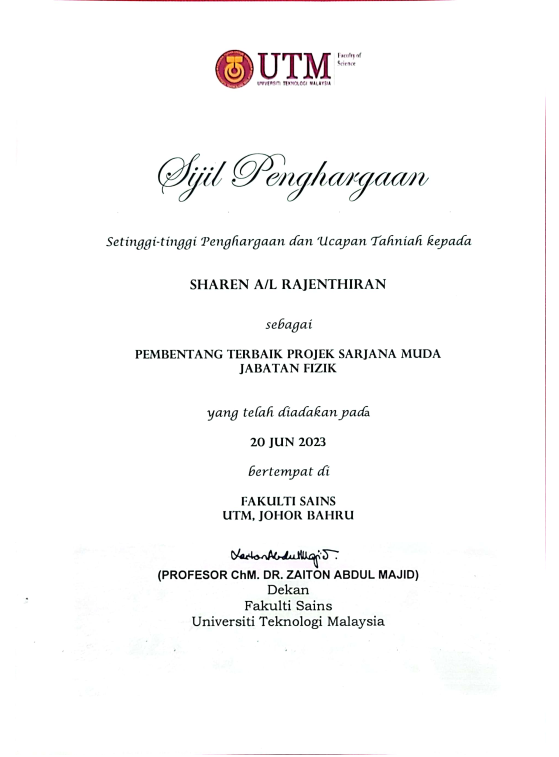 UTM
Faculty of
Science
UNIVERSITI TEKNOLOGI MALAYSIA
Sijil Penghargaan
Setinggi-tinggi Penghargaan dan Ucapan Tahniah kepada
SHAREN A/L RAJENTHIRAN
sebagai
PEMBENTANG TERBAIK PROJEK SARJANA MUDA
JABATAN FIZIK
yang telah diadakan pada
20 JUN 2023
bertempat di
FAKULTI SAINS
UTM, JOHOR BAHRU
(PROFESOR ChM. DR. ZAITON ABDUL MAJID)
Dekan
Fakulti Sains
Universiti Teknologi Malaysia